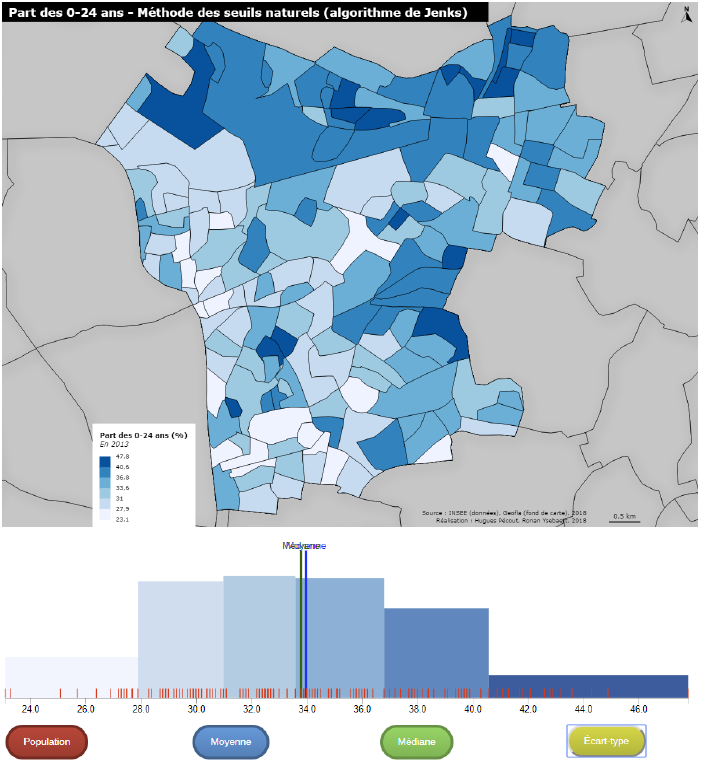 Part des 0-24 ans - Méthode des seuils naturels (algorithme de Jenks)
N
Part des 0-24 ans (%)
En 2013
47,8
40,6
36,8
33,6
31
27,9
23,1
Source : INSEE (données), Geofla (fond de carte), 2018
Réalisation : Hugues Pécout, Ronan Ysebaert, 2018
0.5 km
24.0 26.0 28.0 30.0 32.0 34.0 36.0 38.0 40.0 42.0 44.0 46.0
Population Moyenne Médiane Écart-type